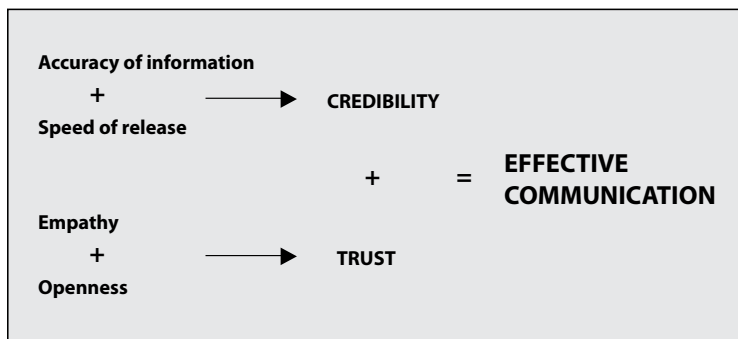 Accuracy of information
+
Speed of release
CREDIBILITY
+ = EFFECTIVE
COMMUNICATION
Empathy
+
Openness
TRUST